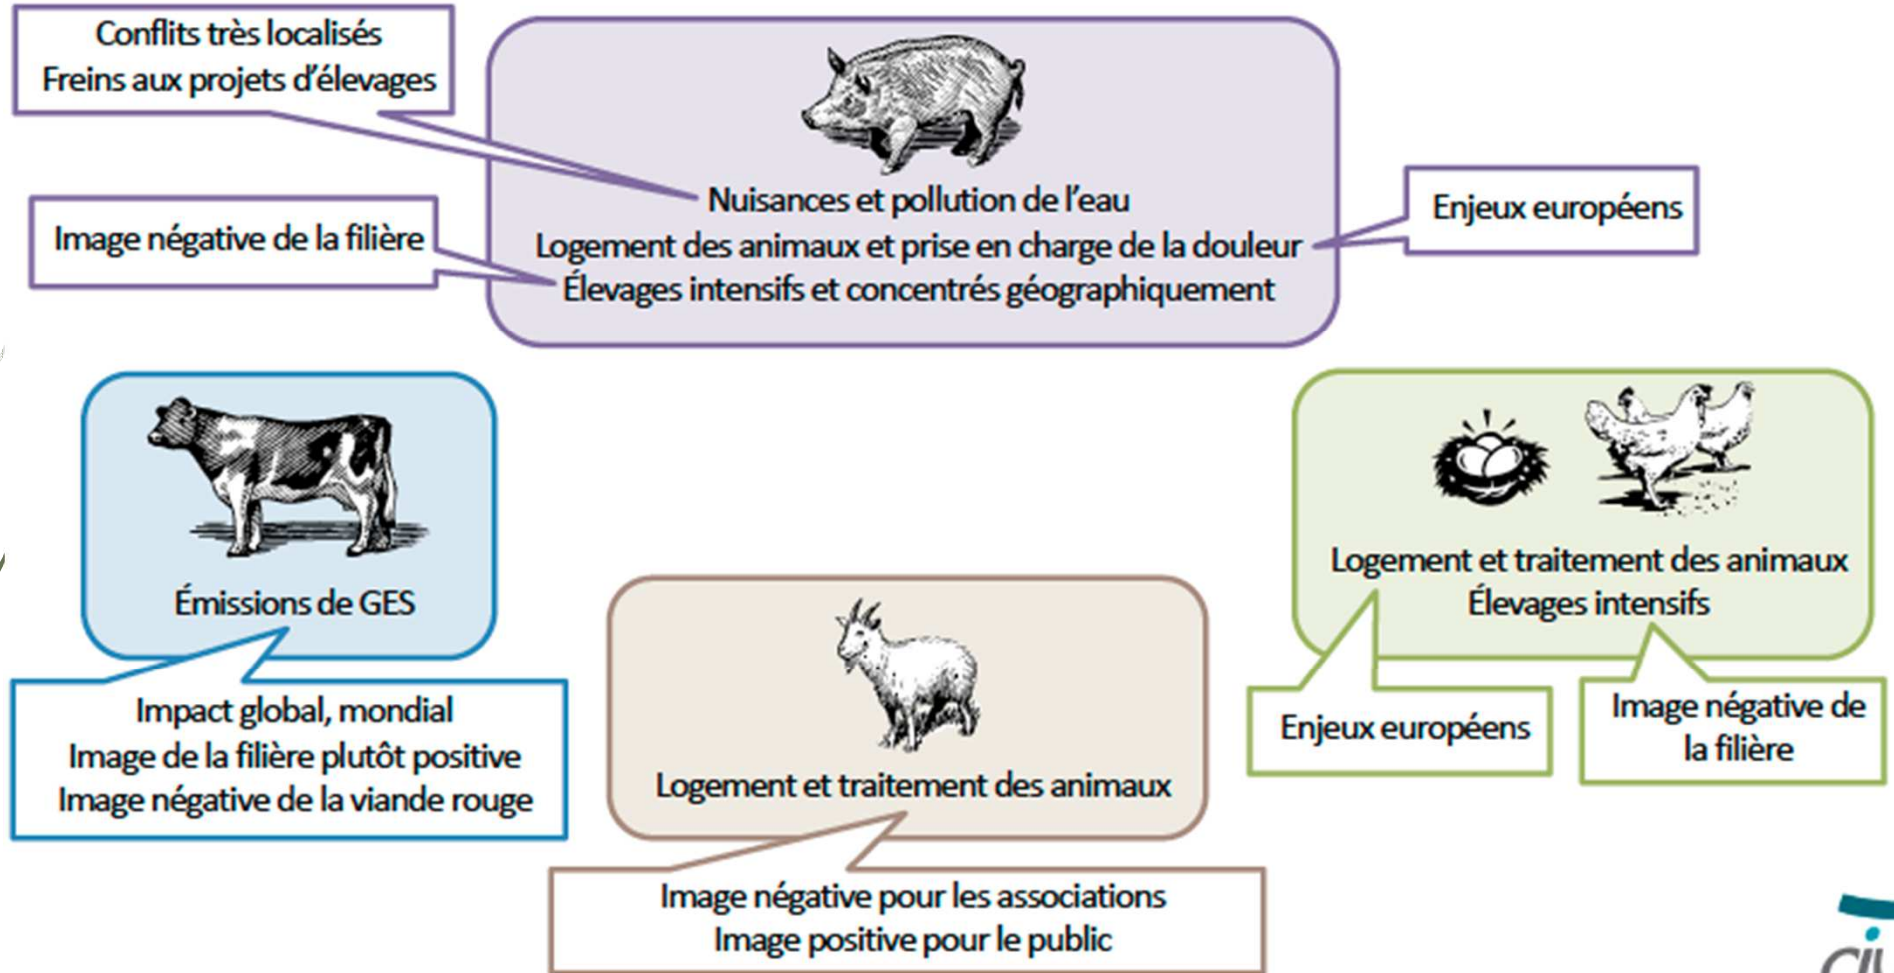 Conflits très localisés
Freins aux projets d'élevages
Nuisances et pollution de l'eau
Enjeux européens
Image négative de la filière
Logement des animaux et prise en charge de la douleur
Élevages intensifs et concentrés géographiquement
Émissions de GES
Impact global, mondial
Image de la filière plutôt positive
Image négative de la viande rouge
Logement et traitement des animaux
Image négative pour les associations
Image positive pour le public
Logement et traitement des animaux
Élevages intensifs
Enjeux européens
Image négative de
la filière